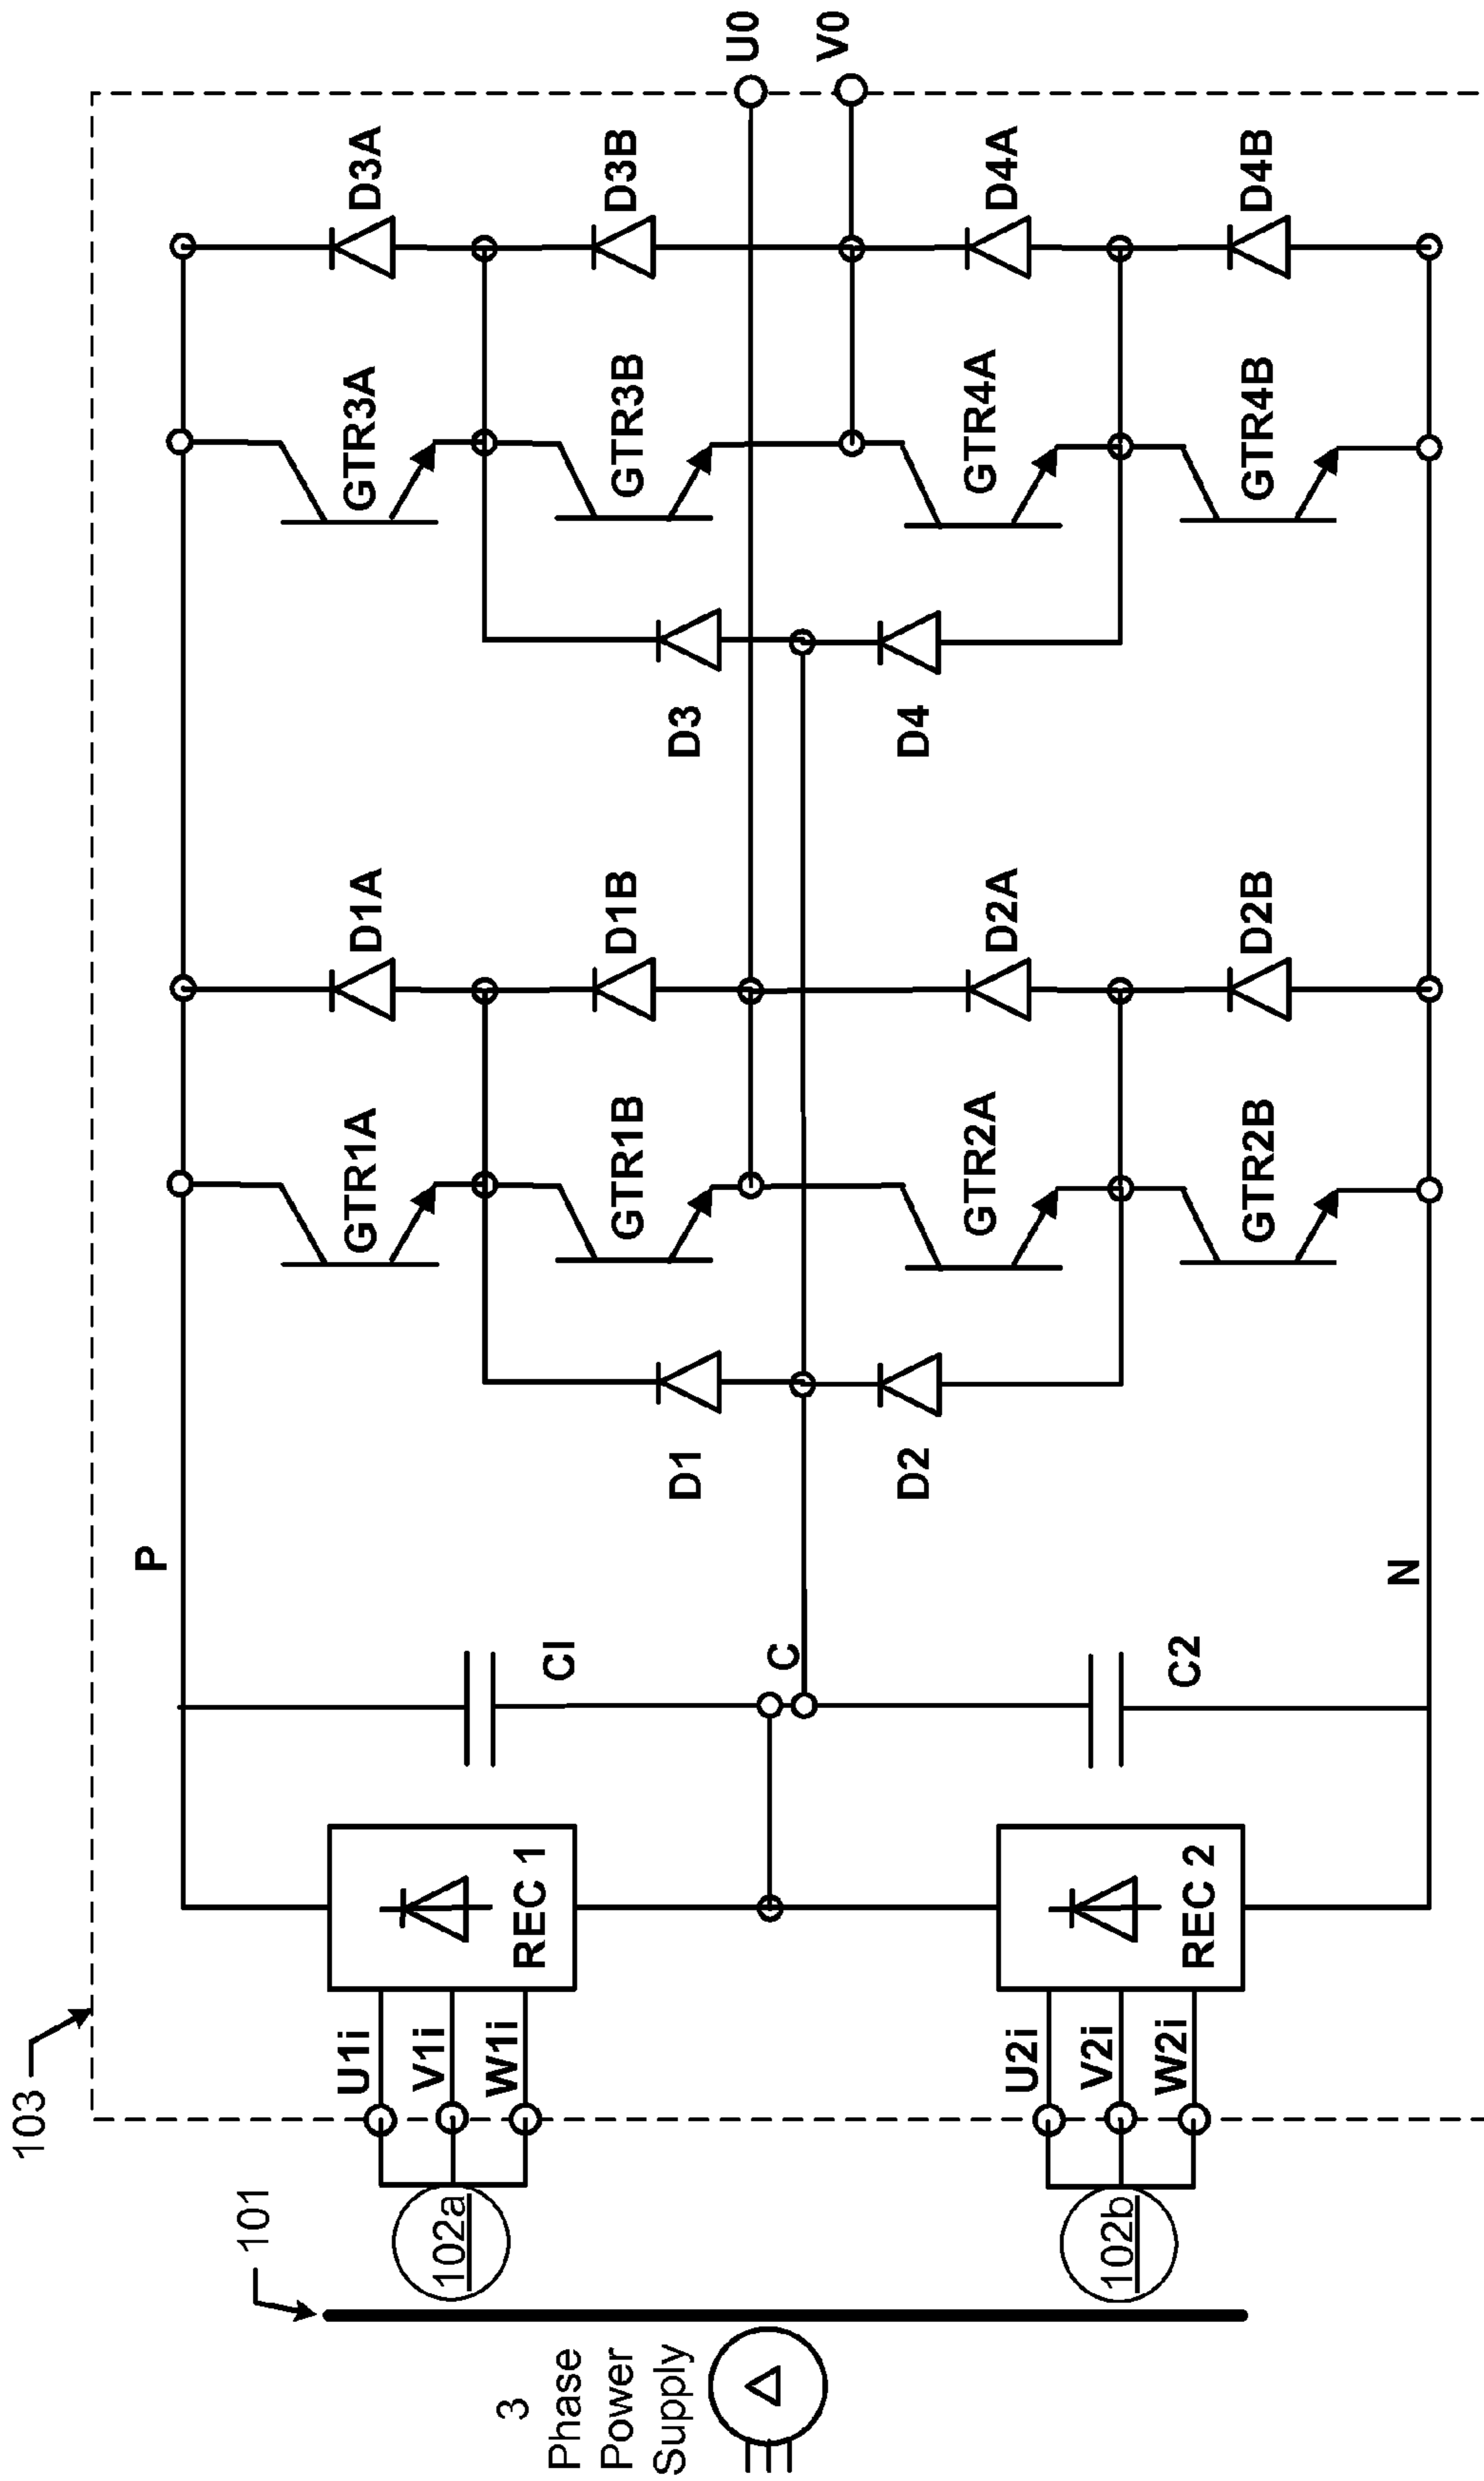 103
101
3
Phase
Power
Supply
102a
102b
U1i
V1i
W1i
U2i
V2i
W2i
REC 1
REC 2
P
CI
C
C2
N
D1
D2
GTR1A
GTR1B
GTR2A
GTR2B
D1A
D1B
D2A
D2B
D3
D4
GTR3A
GTR3B
GTR4A
GTR4B
D3A
D3B
D4A
D4B
U0
V0